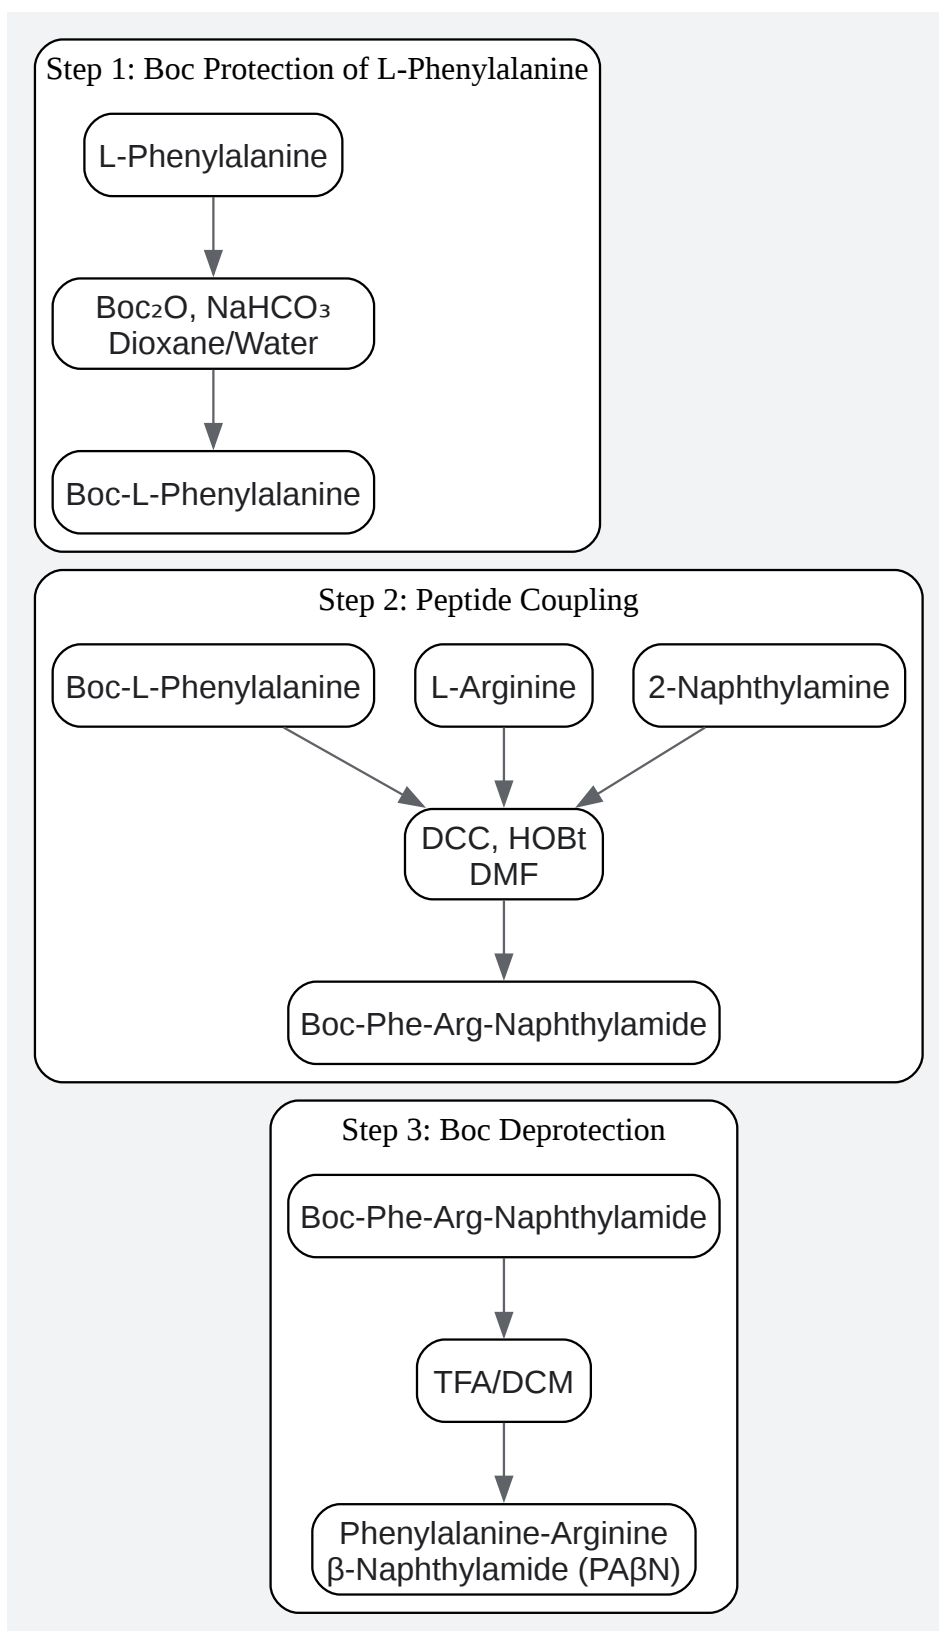 Step 1: Boc Protection of L-Phenylalanine
L-Phenylalanine
Boc₂O, NaHCO₃
Dioxane/Water
Boc-L-Phenylalanine
Step 2: Peptide Coupling
Boc-L-Phenylalanine
L-Arginine
2-Naphthylamine
DCC, HOBt
DMF
Boc-Phe-Arg-Naphthylamide
Step 3: Boc Deprotection
Boc-Phe-Arg-Naphthylamide
TFA/DCM
Phenylalanine-Arginine
β-Naphthylamide (PAβN)